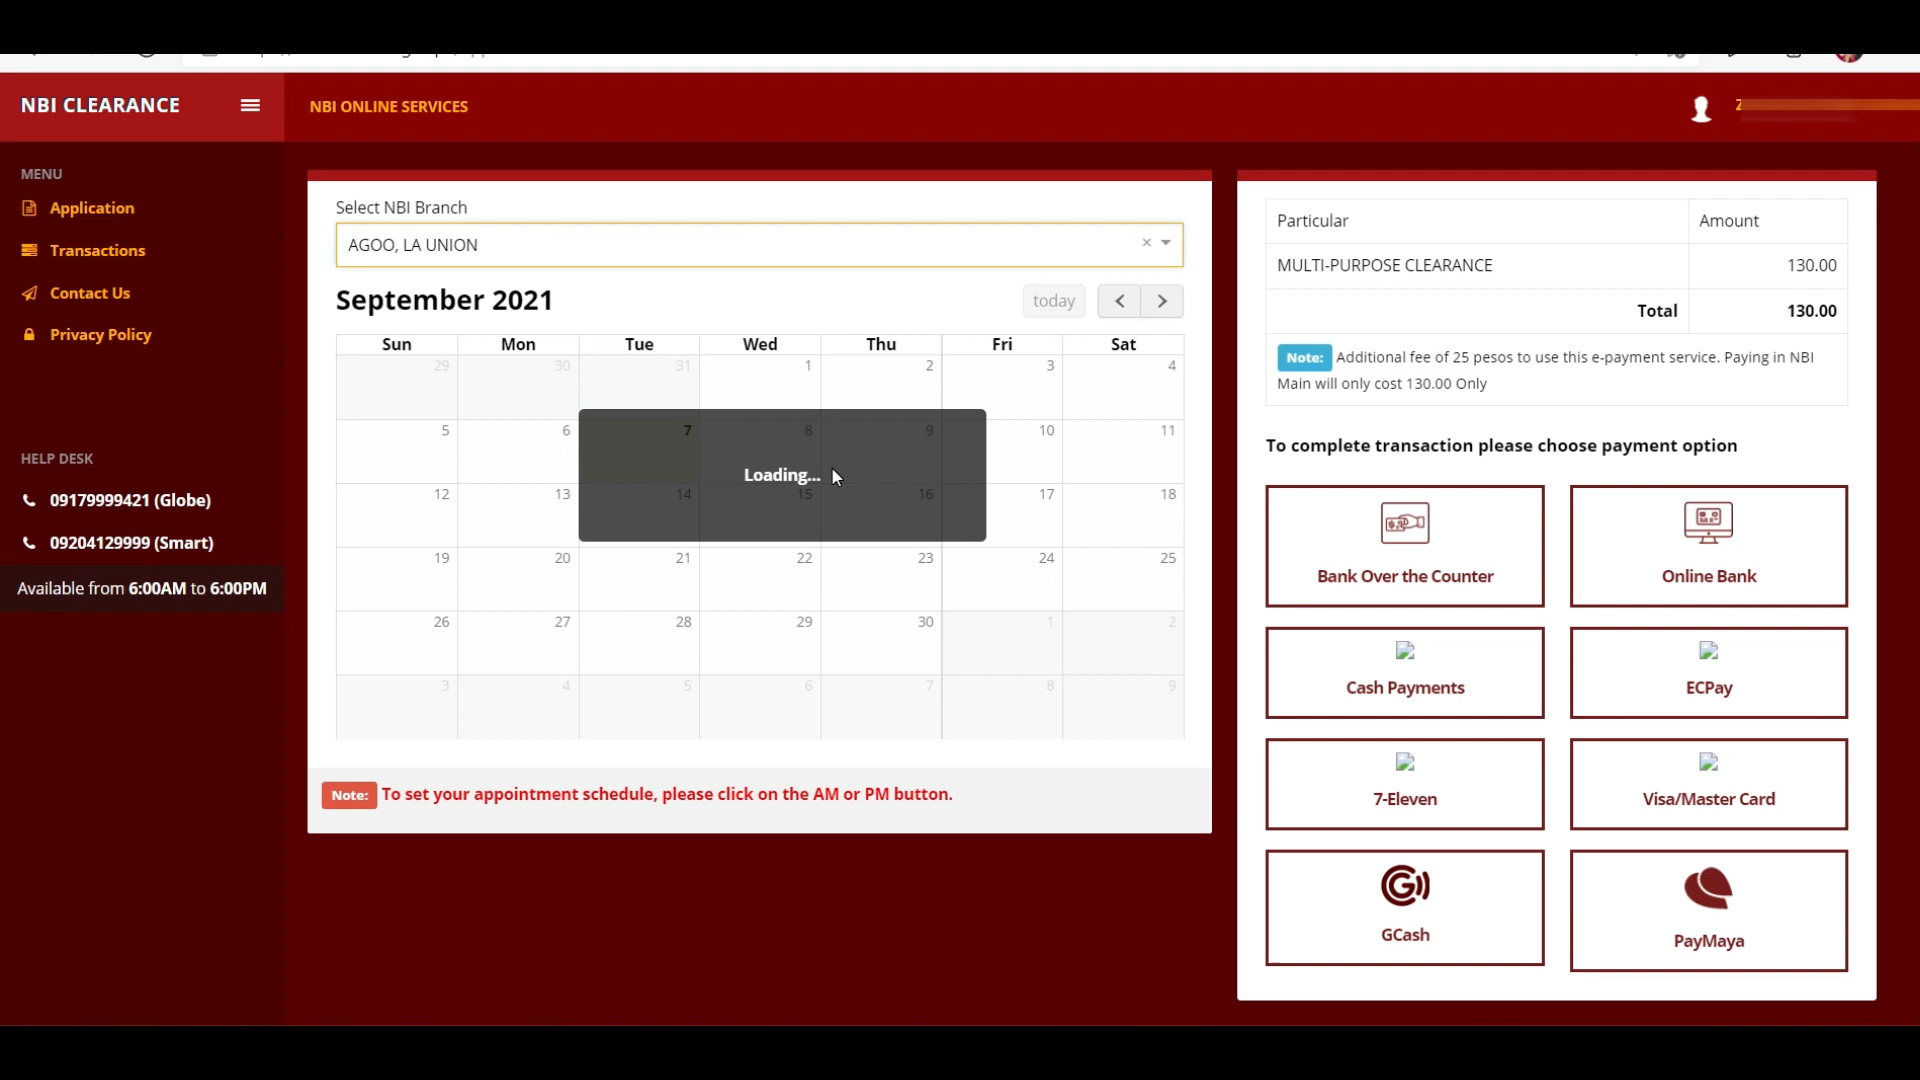 NBI CLEARANCE
NBI ONLINE SERVICES
Z
MENU
Application
Transactions
Contact Us
Privacy Policy
HELP DESK
09179999421 (Globe)
09204129999 (Smart)
Available from 6:00AM to 6:00PM
Select NBI Branch
AGOO, LA UNION ×
September 2021
today
Sun Mon Tue Wed Thu Fri Sat
29 30 31 1 2 3 4
5 6 7 8 9 10 11
Loading...
12 13 14 15 16 17 18
19 20 21 22 23 24 25
26 27 28 29 30 1 2
3 4 5 6 7 8 9
Note: To set your appointment schedule, please click on the AM or PM button.
Particular Amount
MULTI-PURPOSE CLEARANCE 130.00
Total 130.00
Note: Additional fee of 25 pesos to use this e-payment service. Paying in NBI
Main will only cost 130.00 Only
To complete transaction please choose payment option
Bank Over the Counter
Online Bank
Cash Payments
ECPay
7-Eleven
Visa/Master Card
GCash
PayMaya